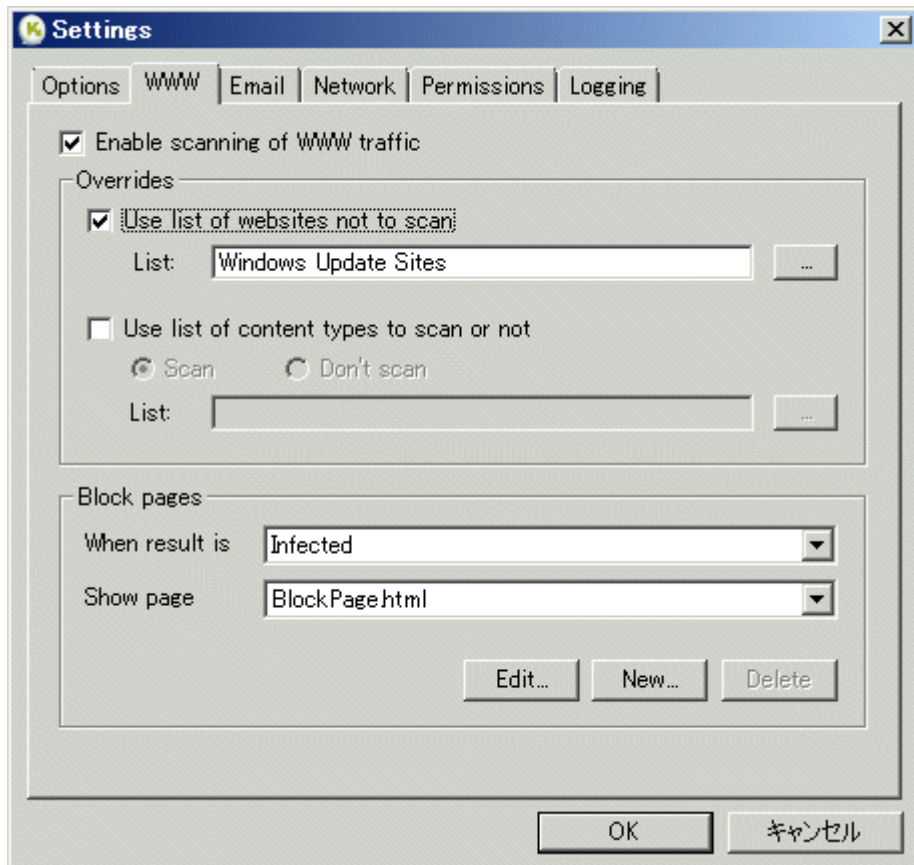 Settings
Options WWW Email Network Permissions Logging
Enable scanning of WWW traffic
Overrides
Use list of websites not to scan
List: Windows Update Sites ...
Use list of content types to scan or not
Scan Don't scan
List: ...
Block pages
When result is Infected
Show page BlockPage.html
Edit... New... Delete
OK キャンセル